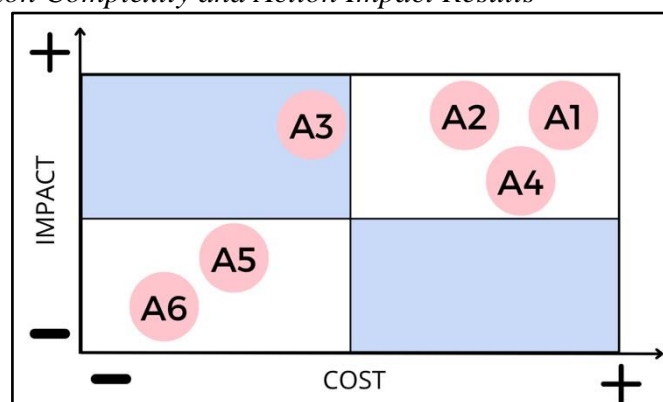 Complexity and Action Impact Results
+
A3
A2
A1
A4
IMPACT
A5
A6
-
-
COST
+